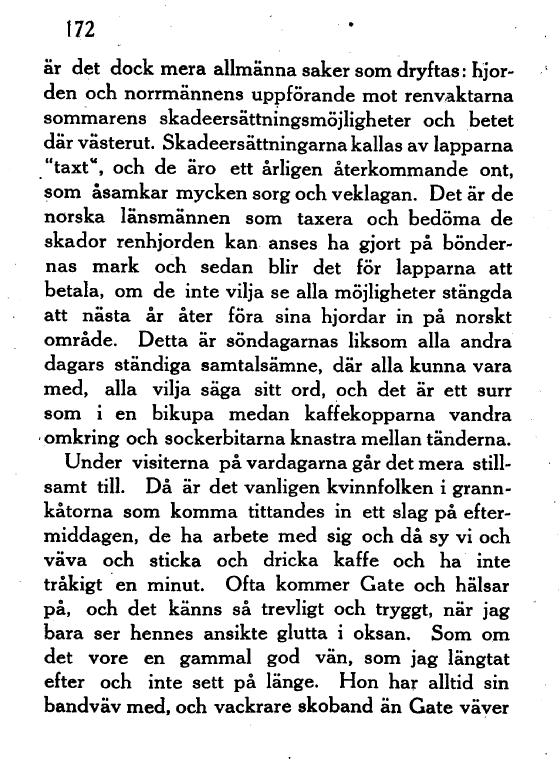 172
är det dock mera allmänna saker som dryftas: hjor-
den och norrmännens uppförande mot renvaktarna
sommarens skadeersättningsmöjligheter och betet
där västerut. Skadeersättningarna kallas av lapparna
“taxt“, och de äro ett årligen återkommande ont,
som åsamkar mycken sorg och veklagan. Det är de
norska länsmännen som taxera och bedöma de
skador renhjorden kan anses ha gjort på bönder-
nas mark och sedan blir det för lapparna att
betala, om de inte vilja se alla möjligheter stängda
att nästa år åter föra sina hjordar in på norskt
område. Detta är söndagarnas liksom alla andra
dagars ständiga samtalsämne, där alla kunna vara
med, alla vilja säga sitt ord, och det är ett surr
som i en bikupa medan kaffekopparna vandra
omkring och sockerbitarna knastra mellan tänderna.
Under visiterna på vardagarna går det mera still-
samt till. Då är det vanligen kvinnfolken i grann-
kåtorna som komma tittandes in ett slag på efter-
middagen, de ha arbete med sig och då sy vi och
väva och sticka och dricka kaffe och ha inte
tråkigt en minut. Ofta kommer Gate och hälsar
på, och det känns så trevligt och tryggt, när jag
bara ser hennes ansikte glutta i oksan. Som om
det vore en gammal god vän, som jag längtat
efter och inte sett på länge. Hon har alltid sin
bandväv med, och vackrare skoband än Gate väver